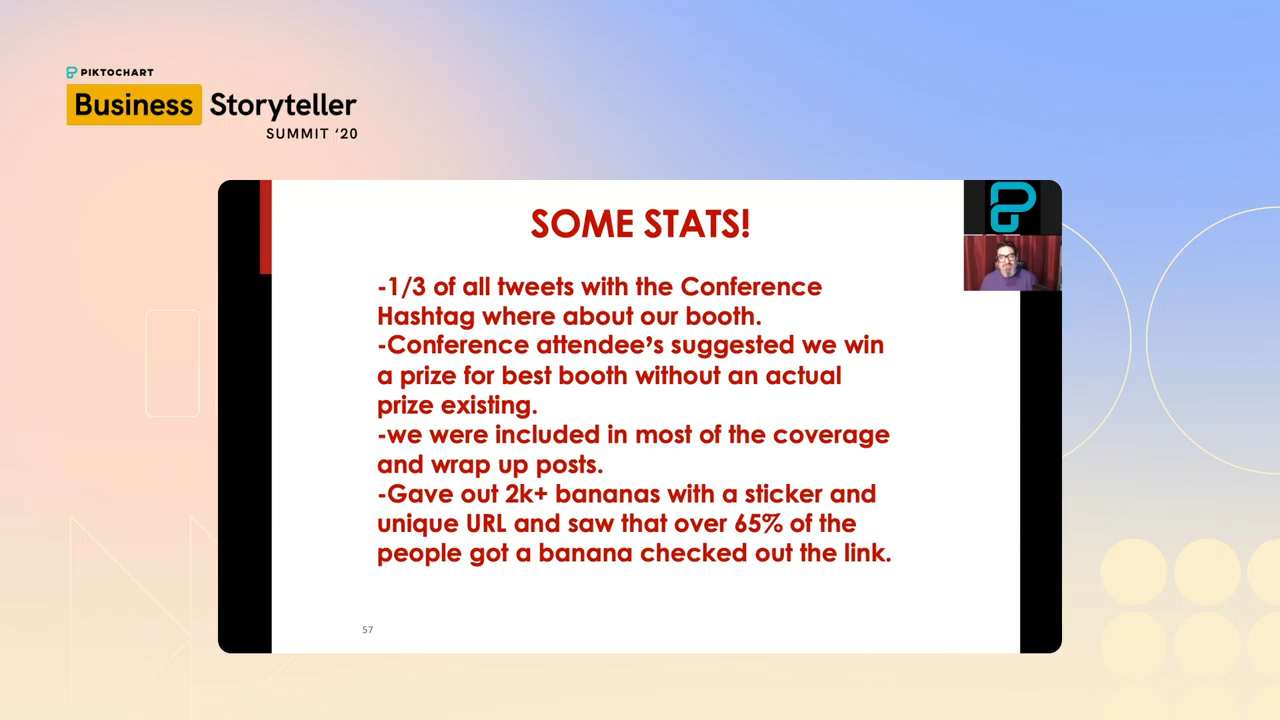 PIKTOCHART
Business Storyteller
SUMMIT ‘20
SOME STATS!
-1/3 of all tweets with the Conference
Hashtag where about our booth.
-Conference attendee’s suggested we win
a prize for best booth without an actual
prize existing.
-we were included in most of the coverage
and wrap up posts.
-Gave out 2k+ bananas with a sticker and
unique URL and saw that over 65% of the
people got a banana checked out the link.
57